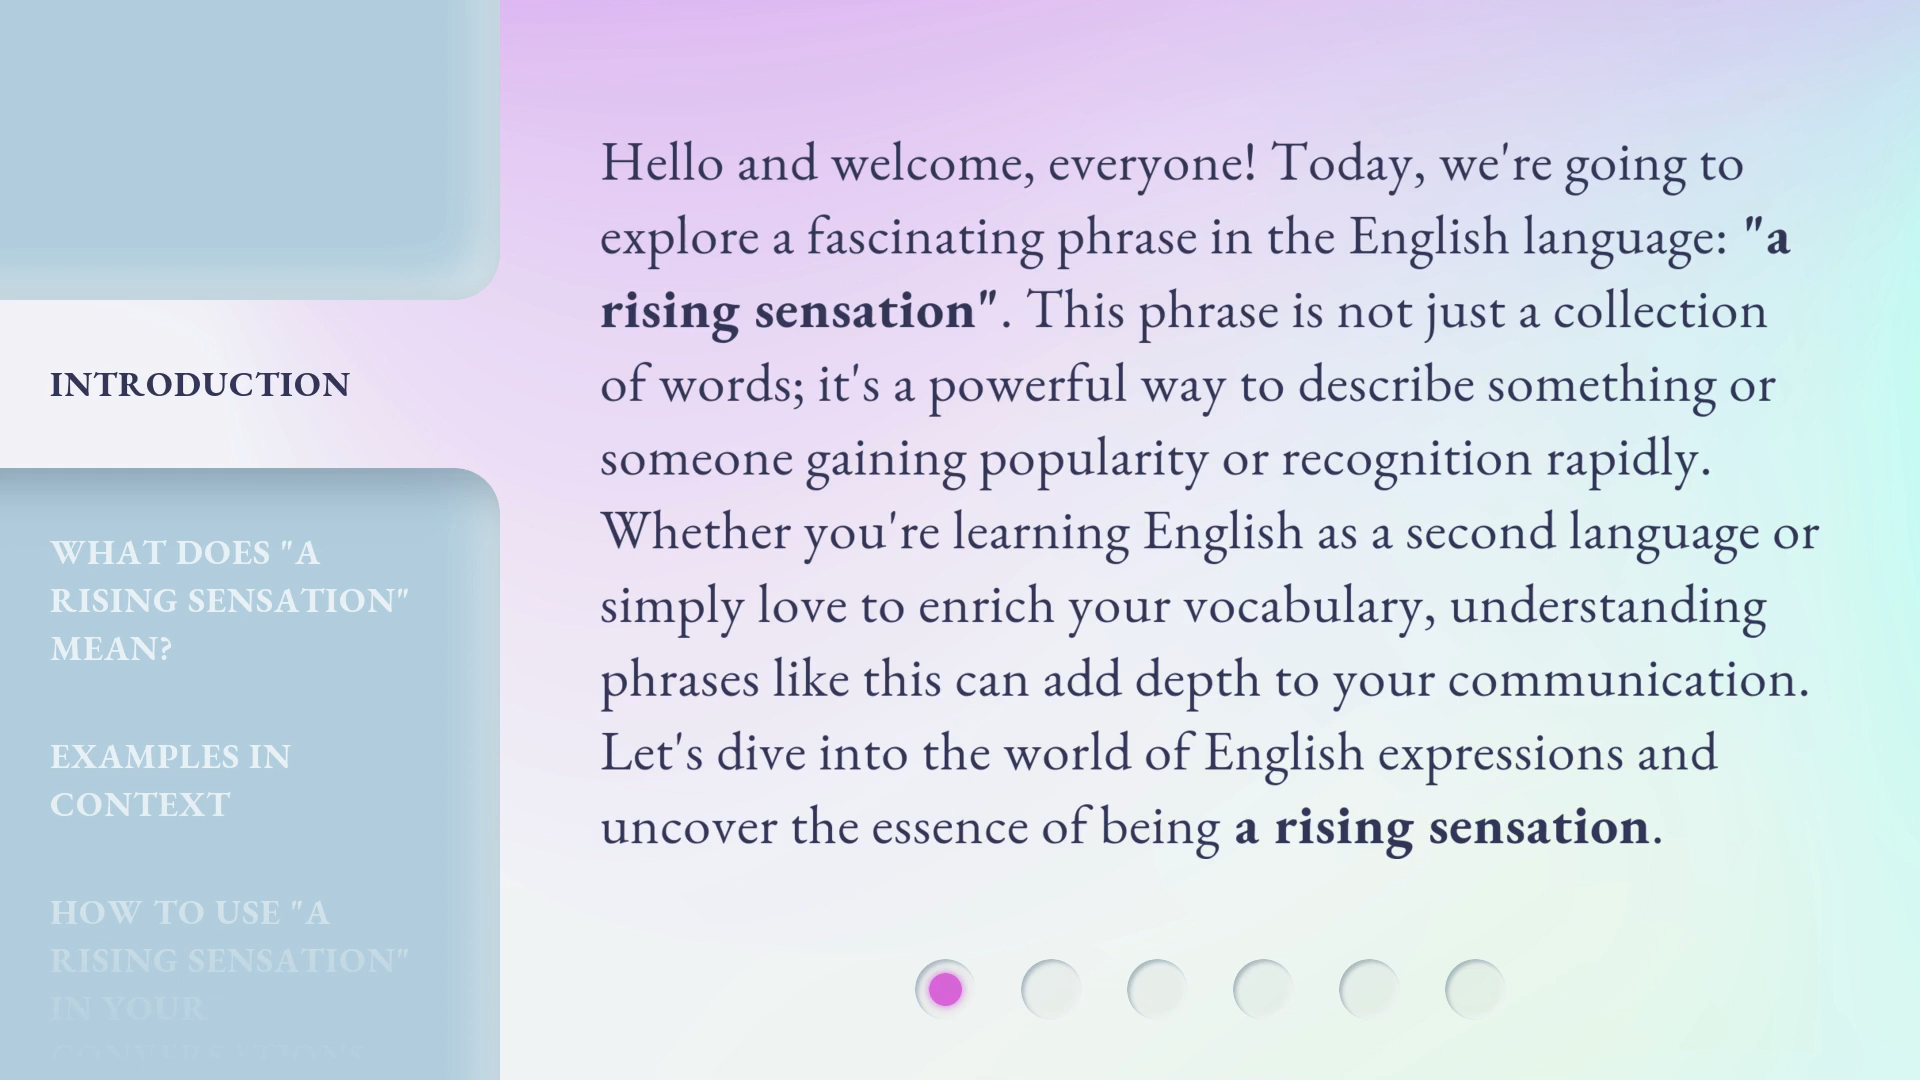 INTRODUCTION
WHAT DOES "A
RISING SENSATION"
MEAN?
EXAMPLES IN
CONTEXT
HOW TO USE "A
RISING SENSATION"
IN YOUR
CONVERSATIONS
Hello and welcome, everyone! Today, we're going to
explore a fascinating phrase in the English language: "a
rising sensation". This phrase is not just a collection
of words; it's a powerful way to describe something or
someone gaining popularity or recognition rapidly.
Whether you're learning English as a second language or
simply love to enrich your vocabulary, understanding
phrases like this can add depth to your communication.
Let's dive into the world of English expressions and
uncover the essence of being a rising sensation.